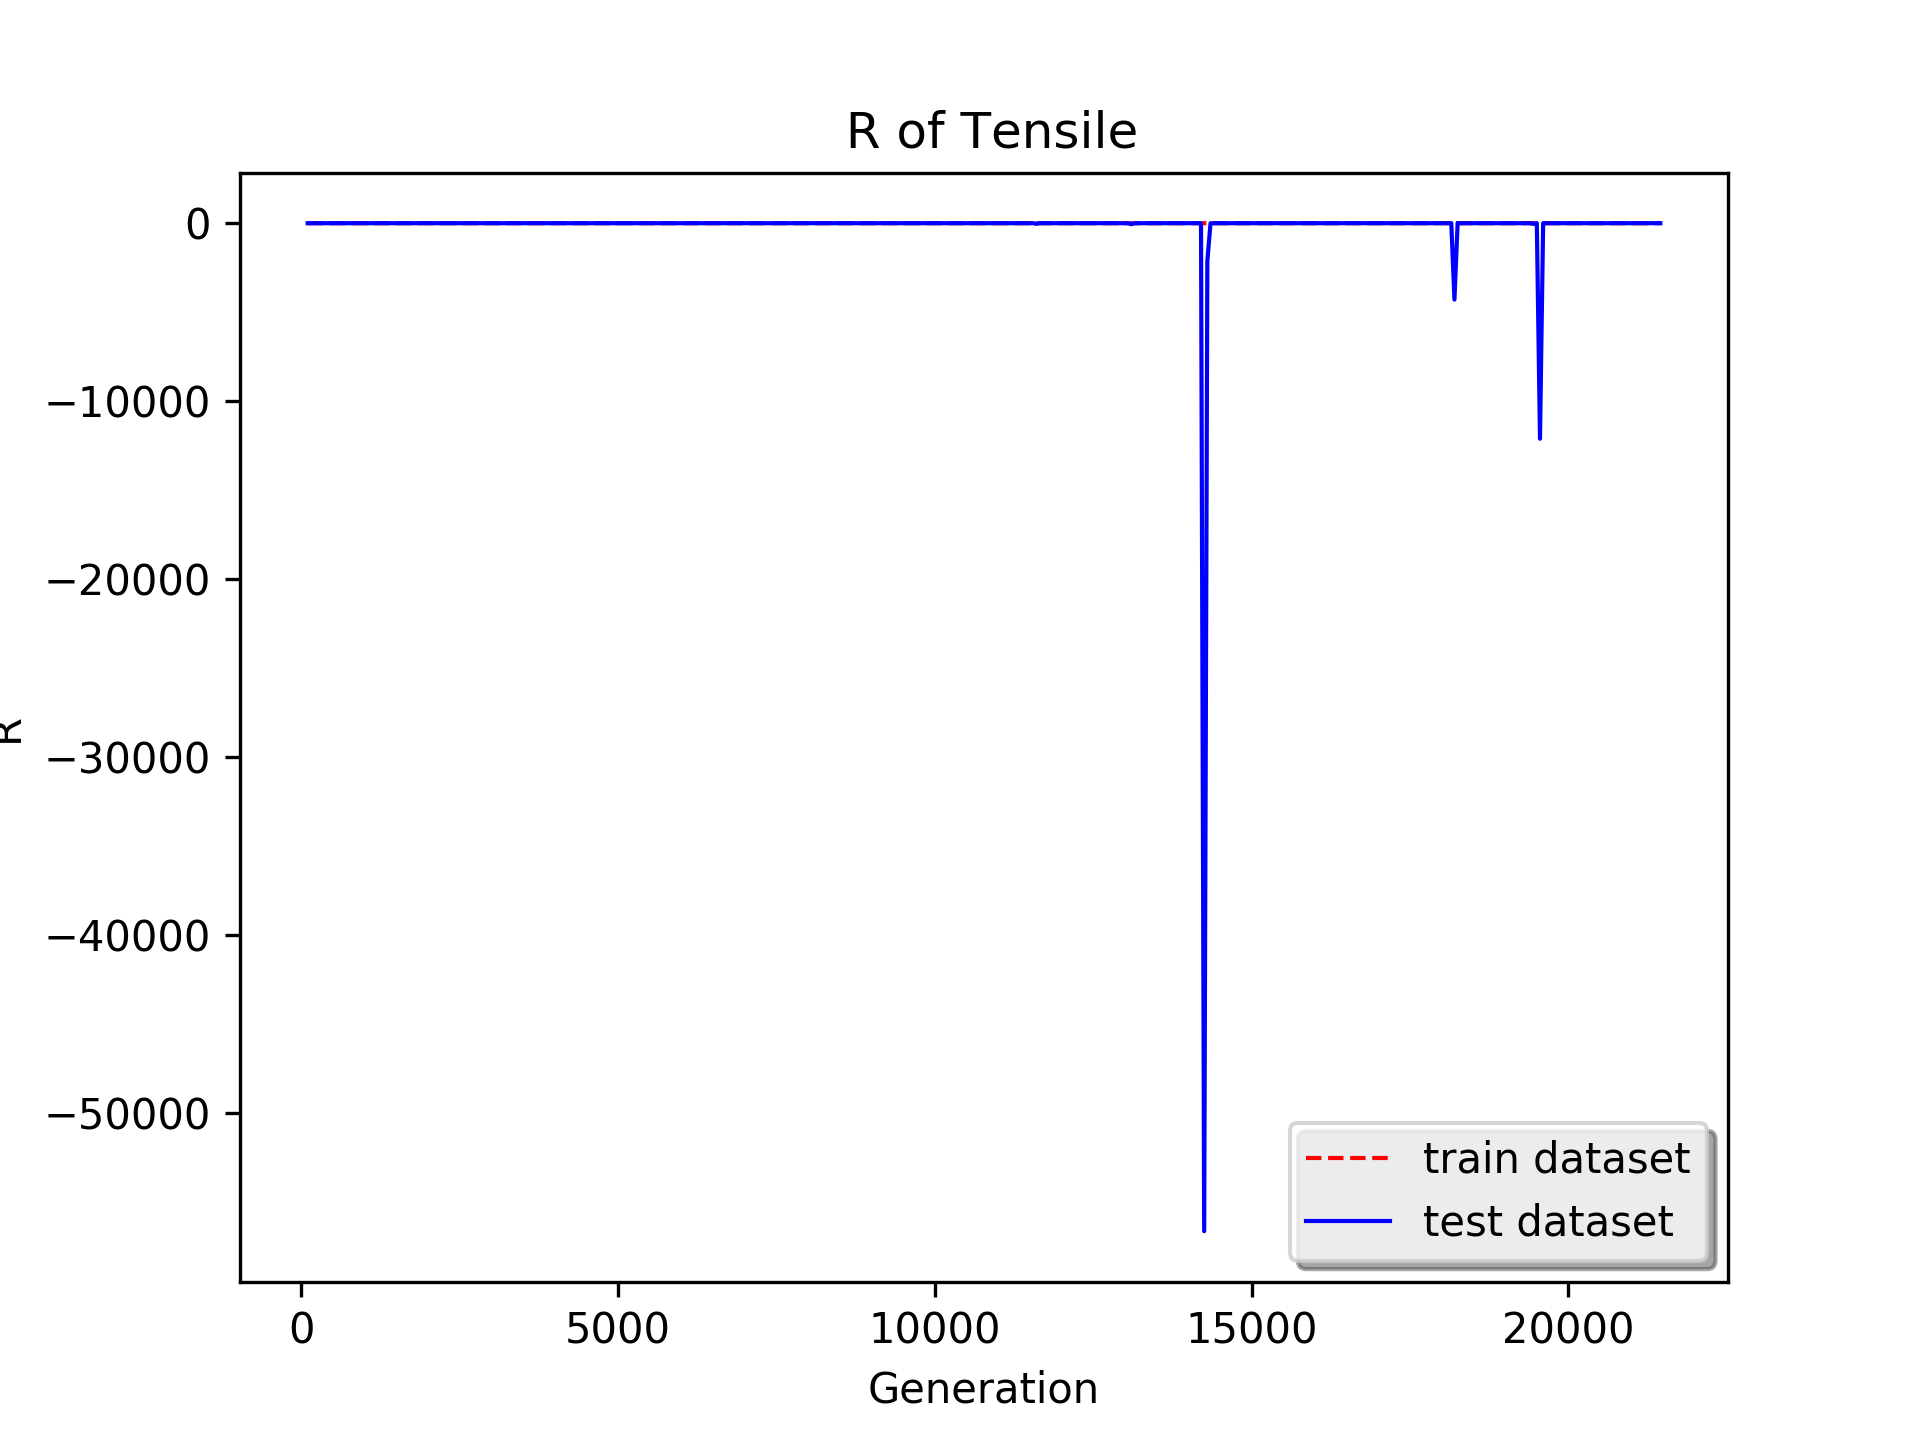 R of Tensile
0
−10000
−20000
−30000
−40000
−50000
R
train dataset
test dataset
0 5000 10000 15000 20000
Generation